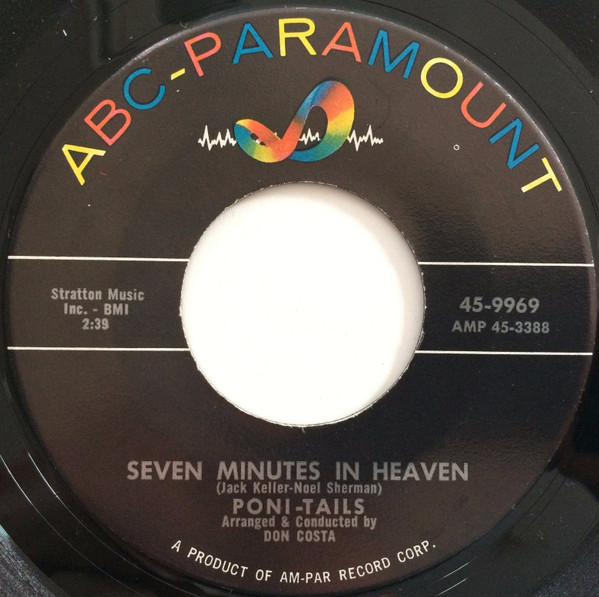 ABC-PARAMOUNT
Stratton Music
Inc. - BMI
2:39
45-9969
AMP 45-3388
SEVEN MINUTES IN HEAVEN
(Jack Keller-Noel Sherman)
PONI-TAILS
Arranged & Conducted by
DON COSTA
A PRODUCT OF AM-PAR RECORD CORP.